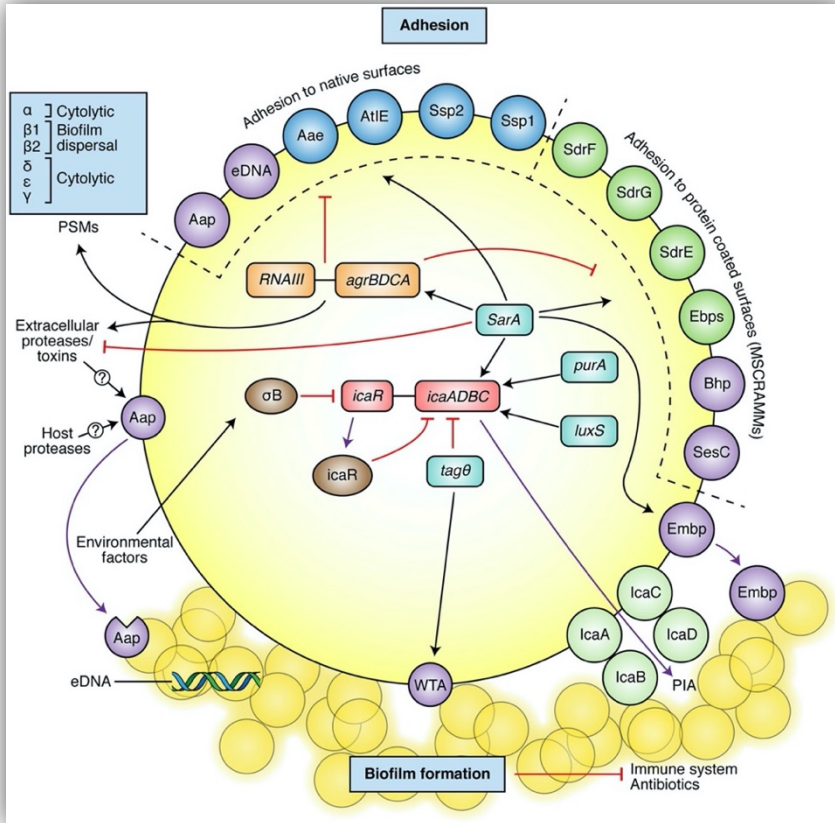 Adhesion
Adhesion to native surfaces
Adhesion to protein coated surfaces (MSCRAMMs)
α ] Cytolytic
β1 ] Biofilm
β2 ] dispersal
δ
ε ] Cytolytic
γ
PSMs
Aap
eDNA
Aae
AtlE
Ssp2
Ssp1
SdrF
SdrG
SdrE
Ebps
Bhp
SesC
Embp
RNAIII
agrBDCA
SarA
Extracellular
proteases/
toxins
?
Host
proteases
?
Aap
σB
icaR
icaADBC
purA
luxS
icaR
tagθ
Environmental
factors
Aap
eDNA
WTA
IcaC
IcaA
IcaD
IcaB
PIA
Embp
Biofilm formation
Immune system
Antibiotics